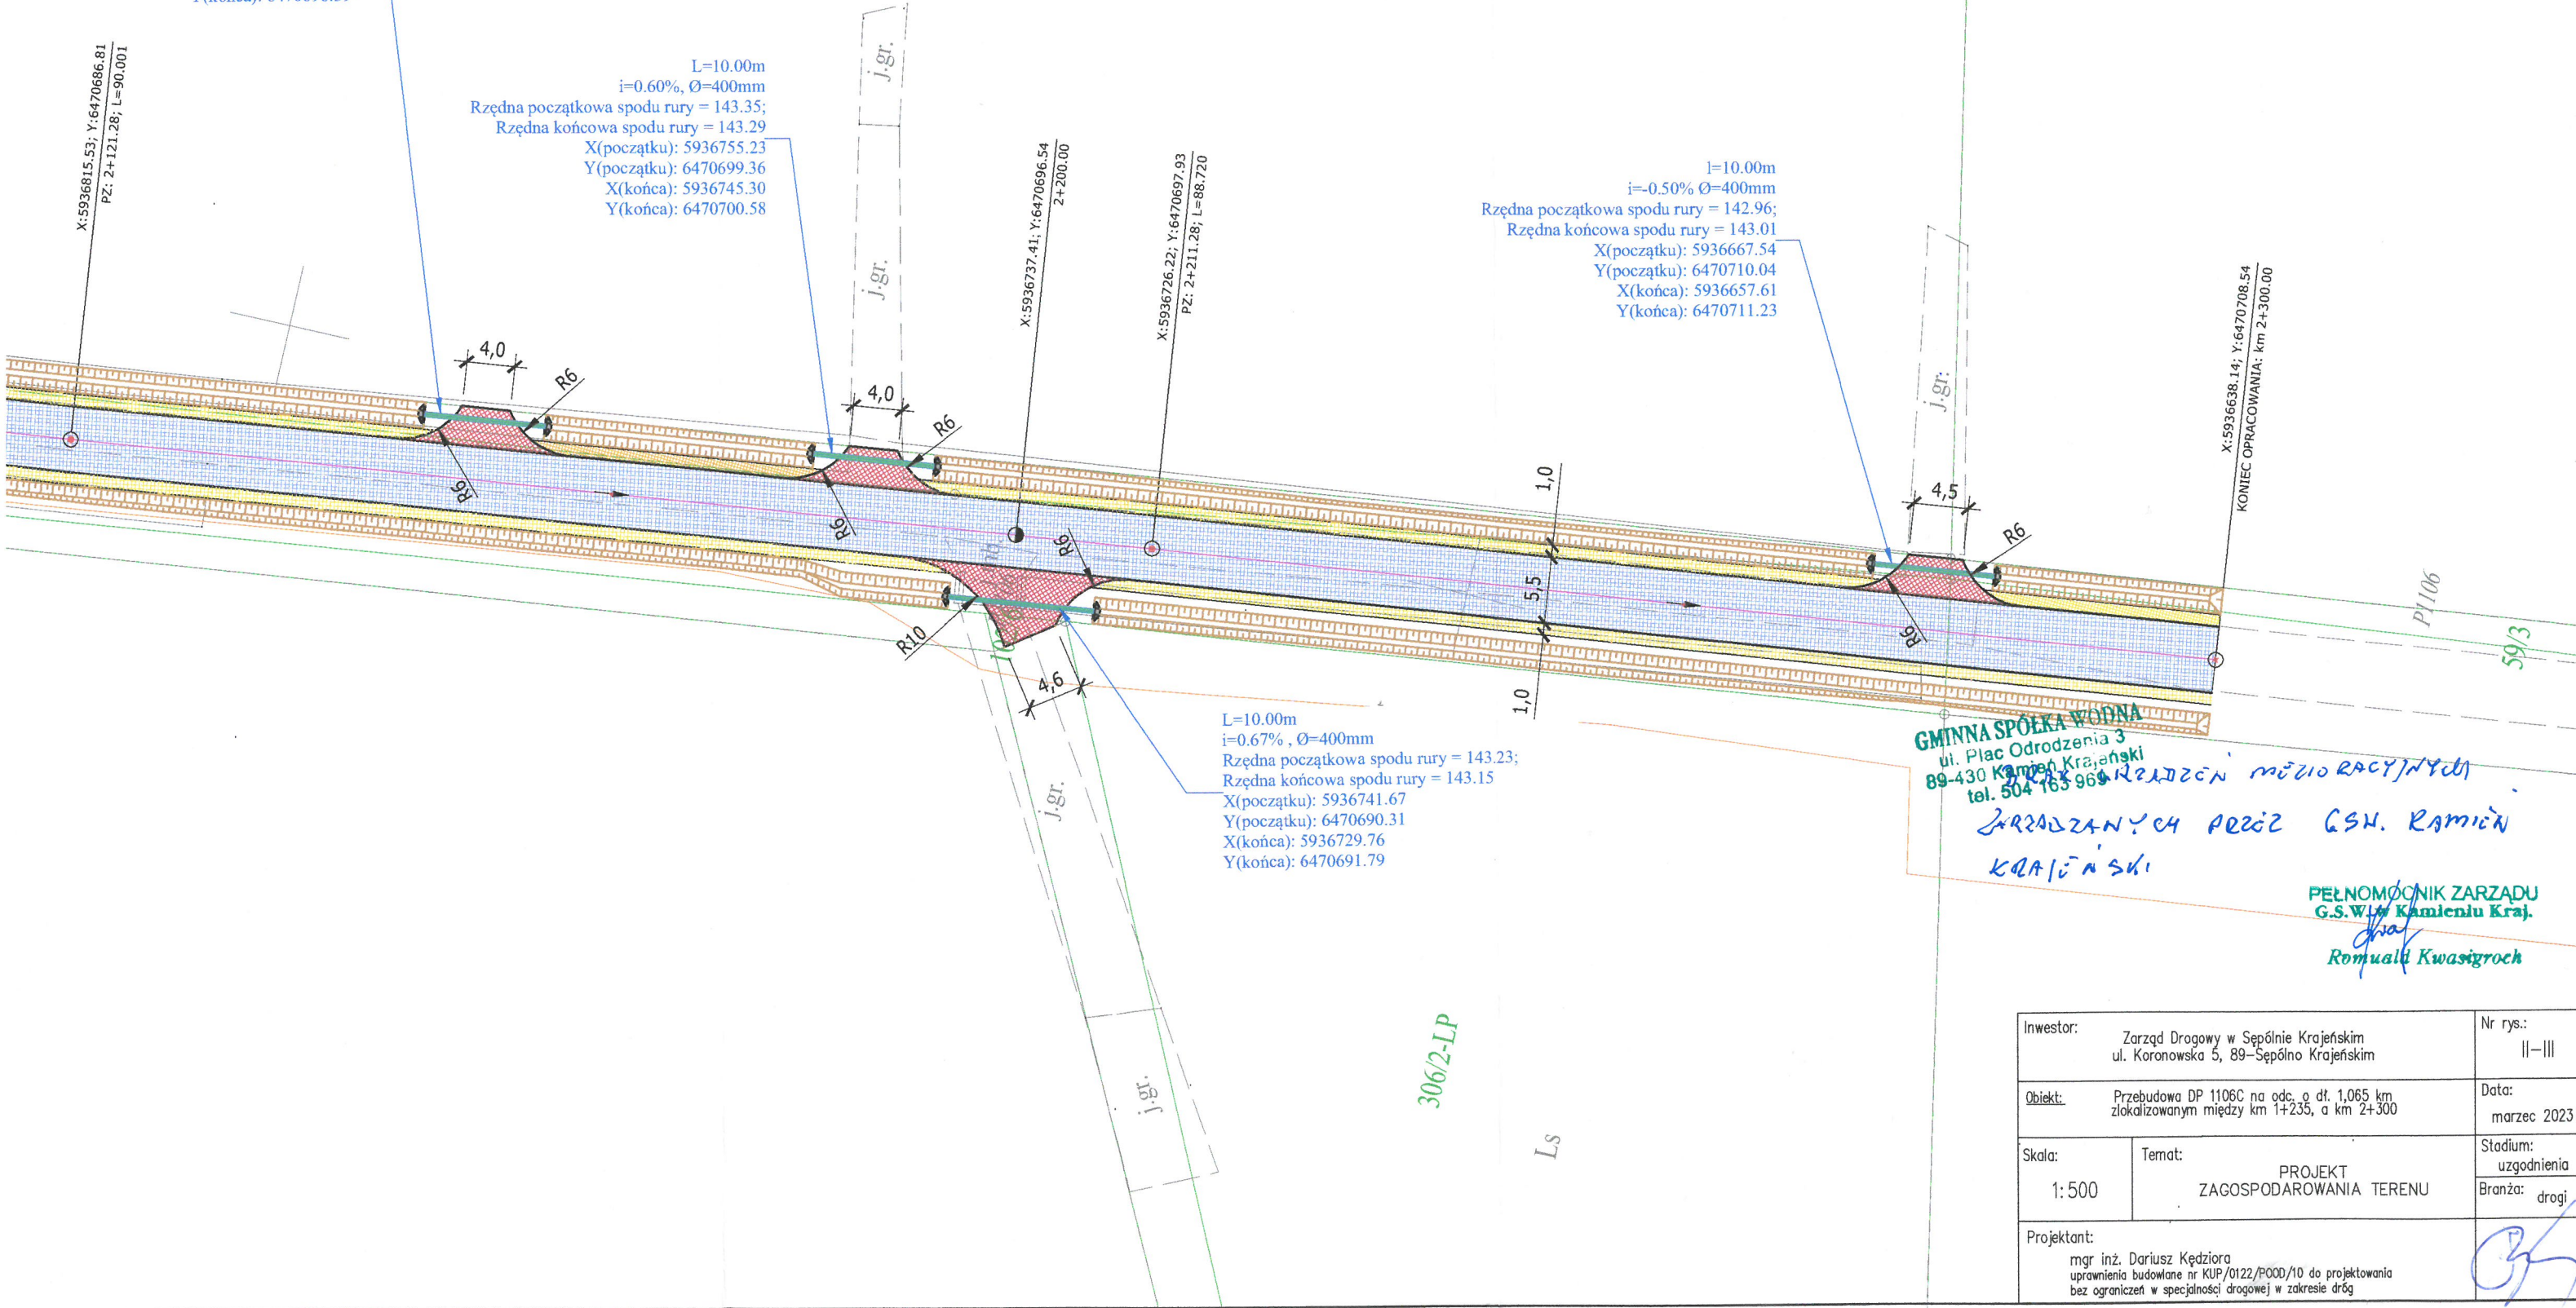 X:5936815.53; Y:6470686.81
PZ: 2+121.28; L=90.001
L=10.00m
i=0.60%, Ø=400mm
Rzędna początkowa spodu rury = 143.35;
Rzędna końcowa spodu rury = 143.29
X(początku): 5936755.23
Y(początku): 6470699.36
X(końca): 5936745.30
Y(końca): 6470700.58
j.gr.
j.gr.
X:5936737.41; Y:6470696.54
2+200.00
X:5936726.22; Y:6470697.93
PZ: 2+211.28; L=88.720
l=10.00m
i=-0.50% Ø=400mm
Rzędna początkowa spodu rury = 142.96;
Rzędna końcowa spodu rury = 143.01
X(początku): 5936667.54
Y(początku): 6470710.04
X(końca): 5936657.61
Y(końca): 6470711.23
j.gr.
X:5936638.14; Y:6470708.54
KONIEC OPRACOWANIA: km 2+300.00
4,0
R6
R6
4,0
R6
R6
R6
R10
4,6
1,0
5,5
1,0
4,5
R6
R6
P1106
59/3
L=10.00m
i=0.67% , Ø=400mm
Rzędna początkowa spodu rury = 143.23;
Rzędna końcowa spodu rury = 143.15
X(początku): 5936741.67
Y(początku): 6470690.31
X(końca): 5936729.76
Y(końca): 6470691.79
j.gr.
j.gr.
306/2-LP
Ls
GMINNA SPÓŁKA WODNA
ul. Plac Odrodzenia 3
89-430 Kamień Krajeński
tel. 504 163 969
BRAK URZĄDZEŃ MELIORACYJNYCH
ZARZĄDZANYCH PRZEZ GSW. KAMIEŃ
KRAJEŃSKI
PEŁNOMOCNIK ZARZĄDU
G.S.W. w Kamieniu Kraj.
Romuald Kwasigroch
Inwestor:
Zarząd Drogowy w Sępólnie Krajeńskim
ul. Koronowska 5, 89-Sępólno Krajeńskim
Nr rys.:
II-III
Obiekt:
Przebudowa DP 1106C na odc. o dł. 1,065 km
zlokalizowanym między km 1+235, a km 2+300
Data:
marzec 2023
Skala:
1:500
Temat:
PROJEKT
ZAGOSPODAROWANIA TERENU
Stadium:
uzgodnienia
Branża: drogi
Projektant:
mgr inż. Dariusz Kędziora
uprawnienia budowlane nr KUP/0122/POOD/10 do projektowania
bez ograniczeń w specjalności drogowej w zakresie dróg